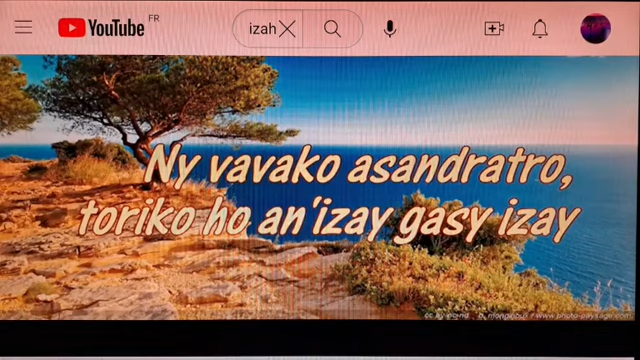 YouTube FR
izah
Ny vavako asandratro,
toriko ho an'izay gasy izay